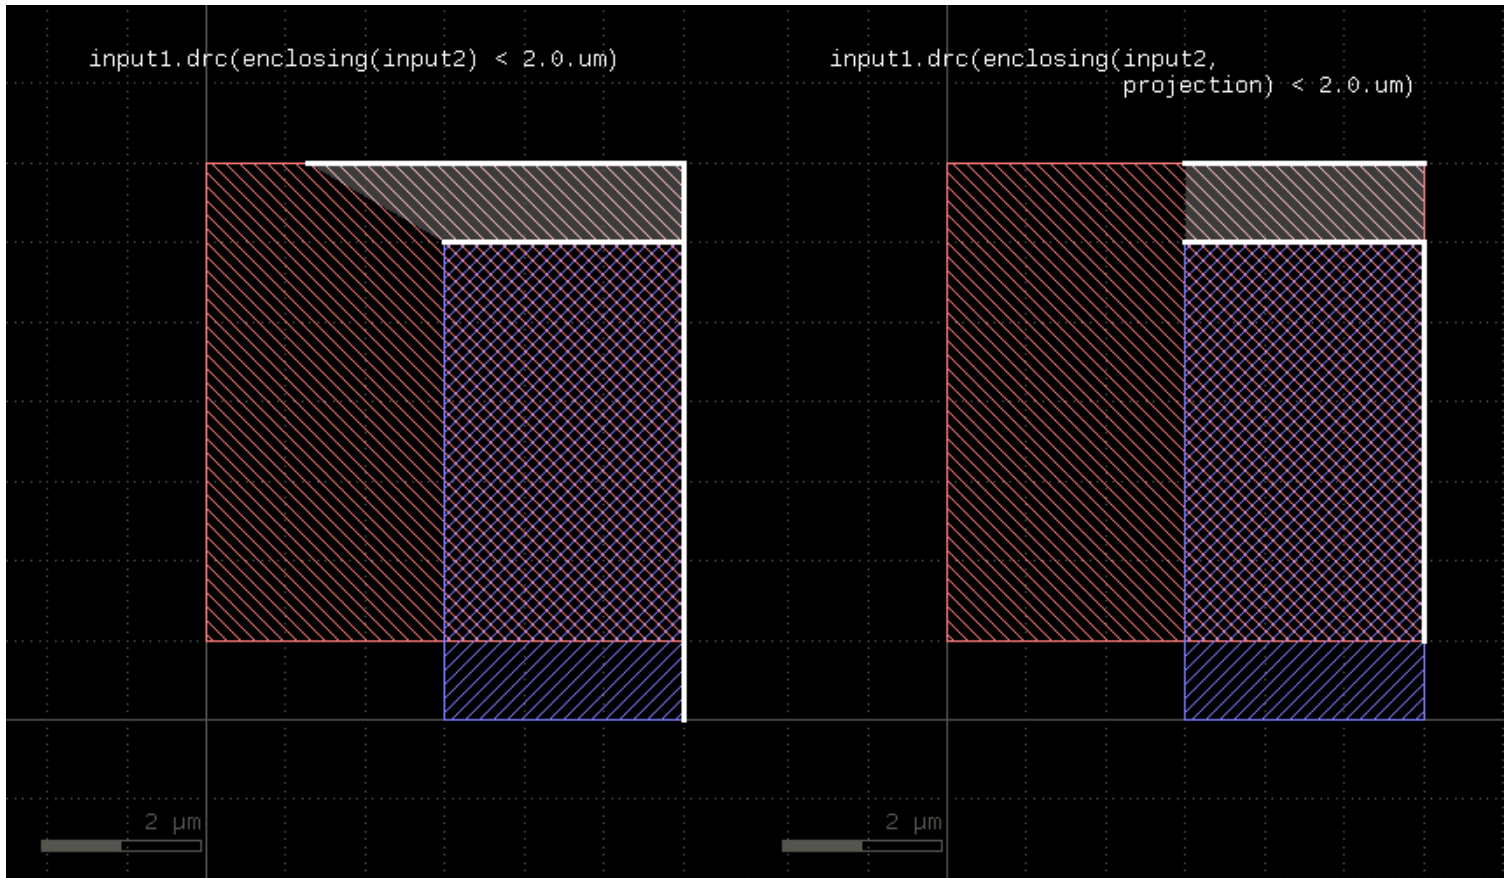 input1.drc(enclosing(input2) < 2.0.um)
input1.drc(enclosing(input2,
projection) < 2.0.um)
2 µm
2 µm